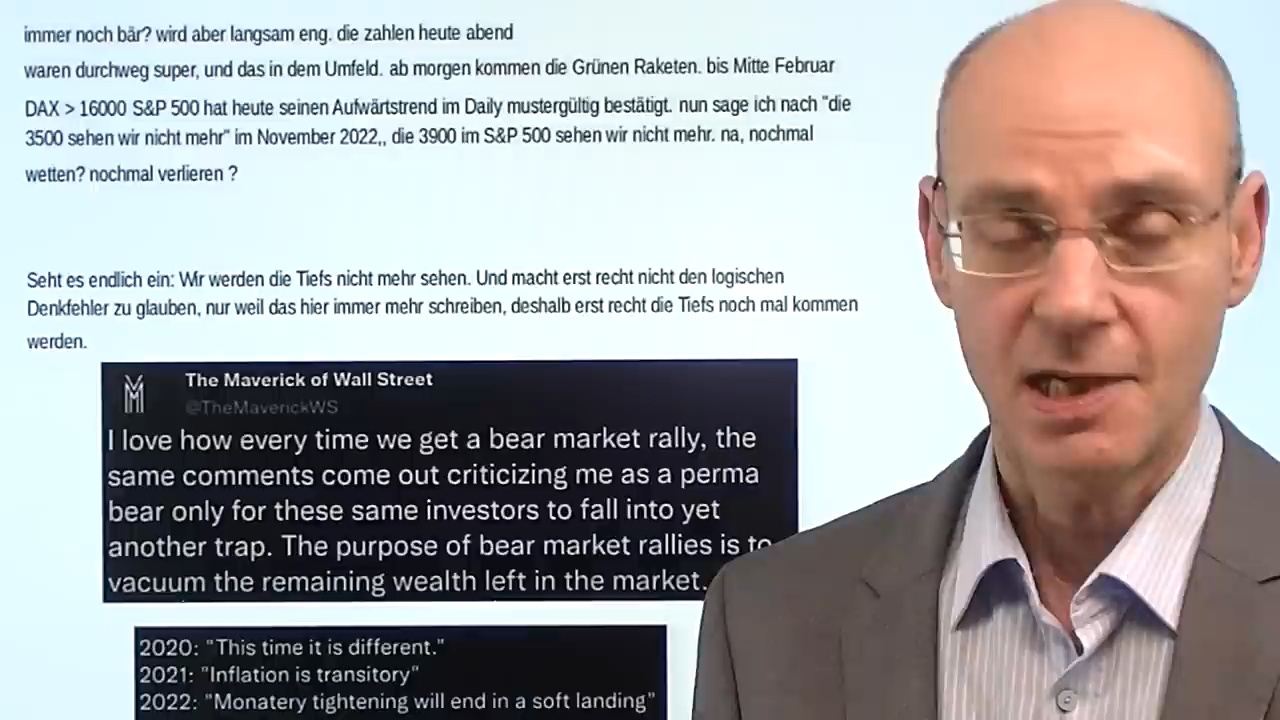 immer noch bär? wird aber langsam eng. die zahlen heute abend
waren durchweg super, und das in dem Umfeld. ab morgen kommen die Grünen Raketen. bis Mitte Februar
DAX > 16000 S&P 500 hat heute seinen Aufwärtstrend im Daily mustergültig bestätigt. nun sage ich nach "die
3500 sehen wir nicht mehr" im November 2022,, die 3900 im S&P 500 sehen wir nicht mehr. na, nochmal
wetten? nochmal verlieren ?
Seht es endlich ein: Wir werden die Tiefs nicht mehr sehen. Und macht erst recht nicht den logischen
Denkfehler zu glauben, nur weil das hier immer mehr schreiben, deshalb erst recht die Tiefs noch mal kommen
werden.
The Maverick of Wall Street
@TheMaverickWS
I love how every time we get a bear market rally, the
same comments come out criticizing me as a perma
bear only for these same investors to fall into yet
another trap. The purpose of bear market rallies is to
vacuum the remaining wealth left in the market.
2020: "This time it is different."
2021: "Inflation is transitory"
2022: "Monatery tightening will end in a soft landing"